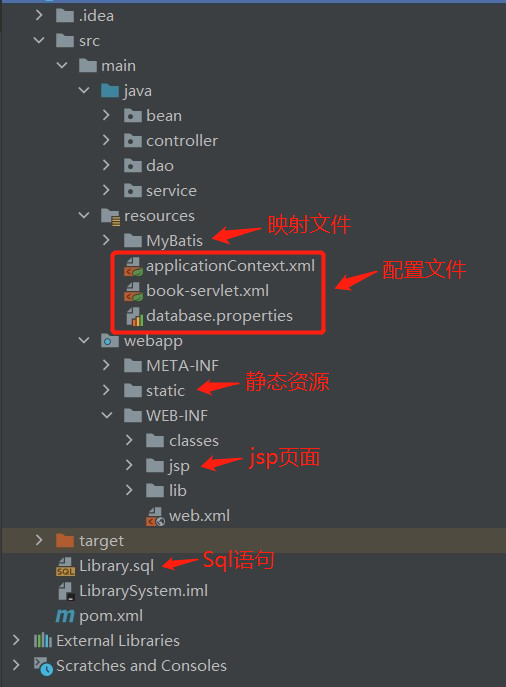 .idea
src
main
java
bean
controller
dao
service
resources
MyBatis 映射文件
applicationContext.xml
配置文件
book-servlet.xml
database.properties
webapp
META-INF
static 静态资源
WEB-INF
classes
jsp jsp页面
lib
web.xml
target
Library.sql Sql语句
LibrarySystem.iml
pom.xml
External Libraries
Scratches and Consoles